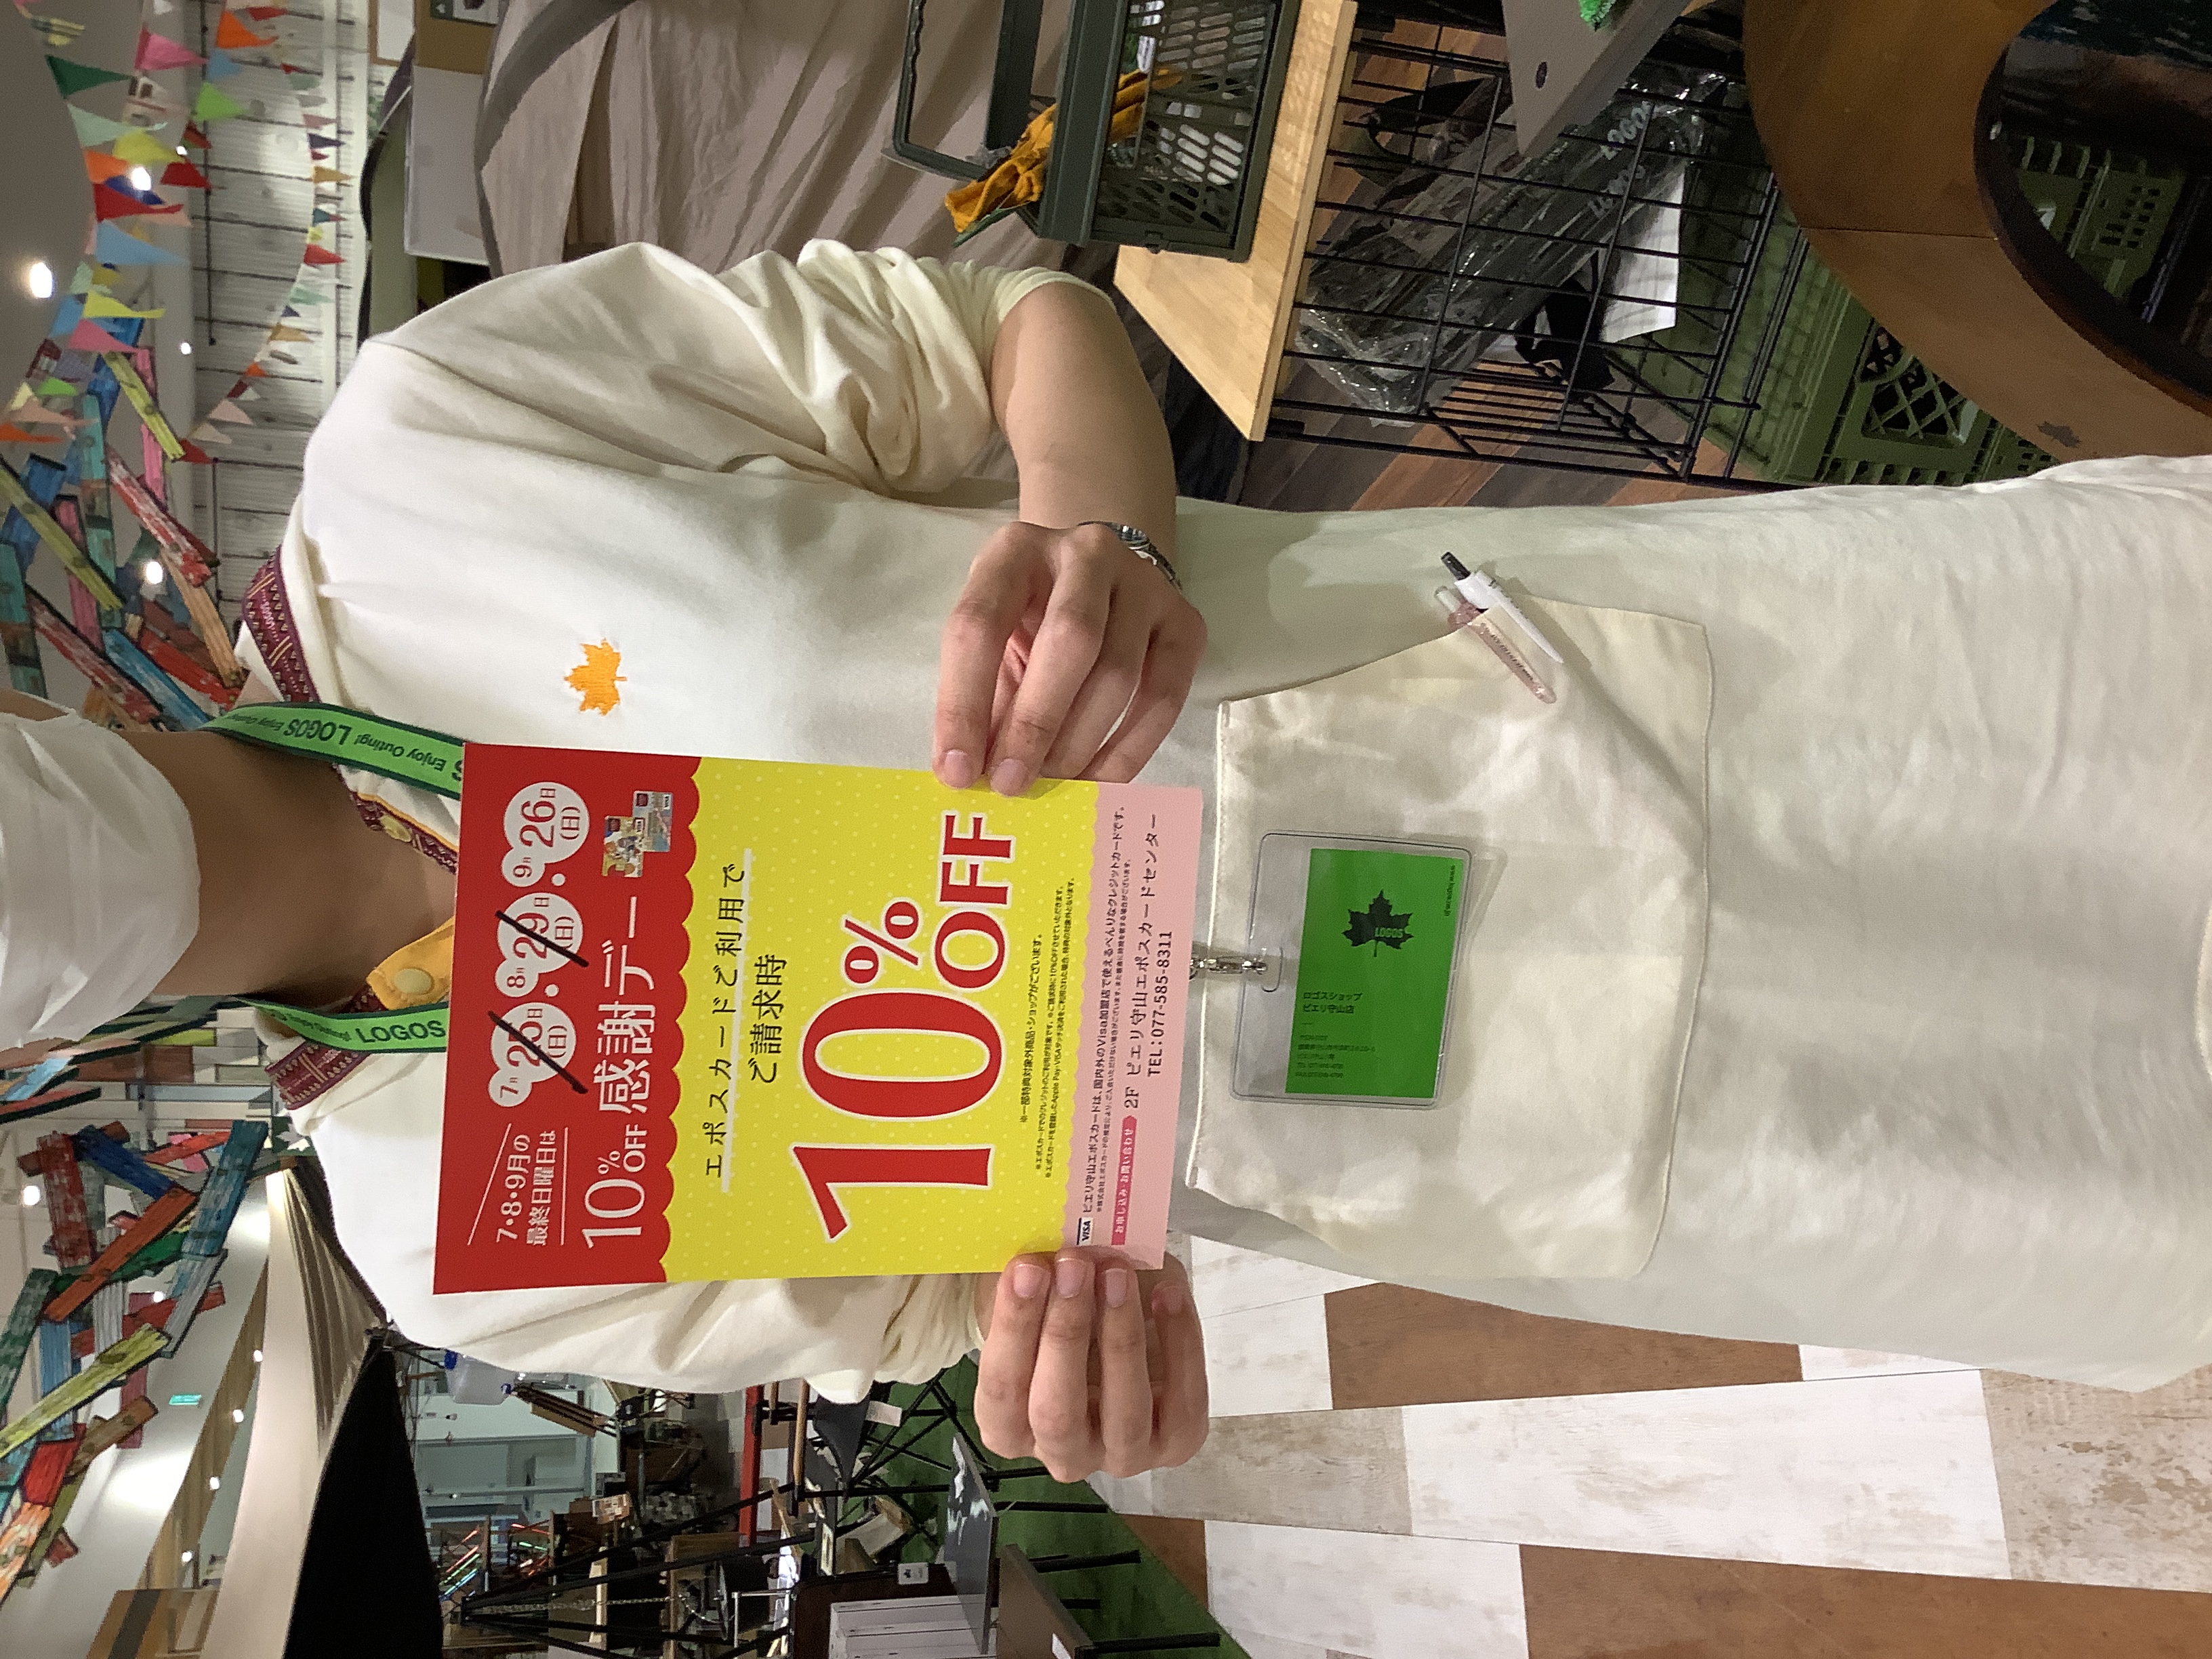 7•8•9月の
最終日曜日は
7月25日(日)•8月29日(日)•9月26日(日)
10%OFF感謝デー
エポスカードご利用で
ご請求時
10%OFF
※一部特典対象外商品・ショップがございます。
VISA ピエリ守山エポスカードは、国内外のVisa加盟店で使えるべんりなクレジットカードです。
お申し込み・お問い合わせ 2F ピエリ守山エポスカードセンター
TEL:077-585-8311
LOGOS Enjoy Outing!
LOGOS
LOGOS
ロゴスショップ
ピエリ守山店
LOGOS
LOGOS